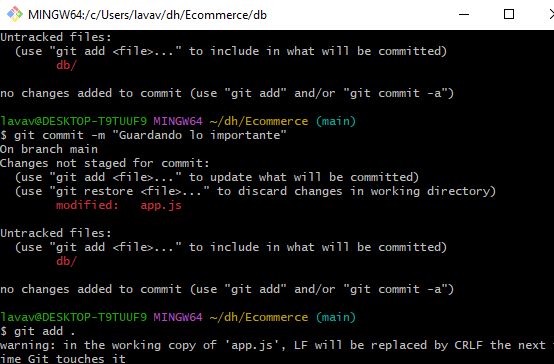 MINGW64:/c/Users/lavav/dh/Ecommerce/db
Untracked files:
  (use "git add <file>..." to include in what will be committed)
        db/
no changes added to commit (use "git add" and/or "git commit -a")
lavav@DESKTOP-T9TUUF9 MINGW64 ~/dh/Ecommerce (main)
$ git commit -m "Guardando lo importante"
On branch main
Changes not staged for commit:
  (use "git add <file>..." to update what will be committed)
  (use "git restore <file>..." to discard changes in working directory)
        modified:   app.js
Untracked files:
  (use "git add <file>..." to include in what will be committed)
        db/
no changes added to commit (use "git add" and/or "git commit -a")
lavav@DESKTOP-T9TUUF9 MINGW64 ~/dh/Ecommerce (main)
$ git add .
warning: in the working copy of 'app.js', LF will be replaced by CRLF the next t
ime Git touches it